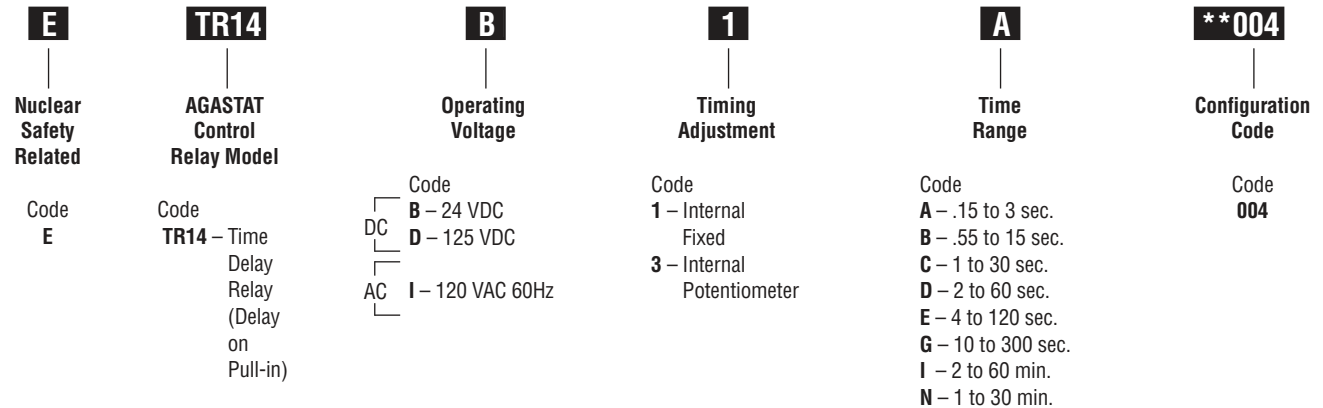 E TR14 B 1 A **004
Nuclear Safety Related
AGASTAT Control Relay Model
Operating Voltage
Timing Adjustment
Time Range
Configuration Code
Code
E
Code
TR14 – Time
Delay
Relay
(Delay
on
Pull-in)
Code
DC
B – 24 VDC
D – 125 VDC
AC
I – 120 VAC 60Hz
Code
1 – Internal
Fixed
3 – Internal
Potentiometer
Code
A – .15 to 3 sec.
B – .55 to 15 sec.
C – 1 to 30 sec.
D – 2 to 60 sec.
E – 4 to 120 sec.
G – 10 to 300 sec.
I – 2 to 60 min.
N – 1 to 30 min.
Code
004